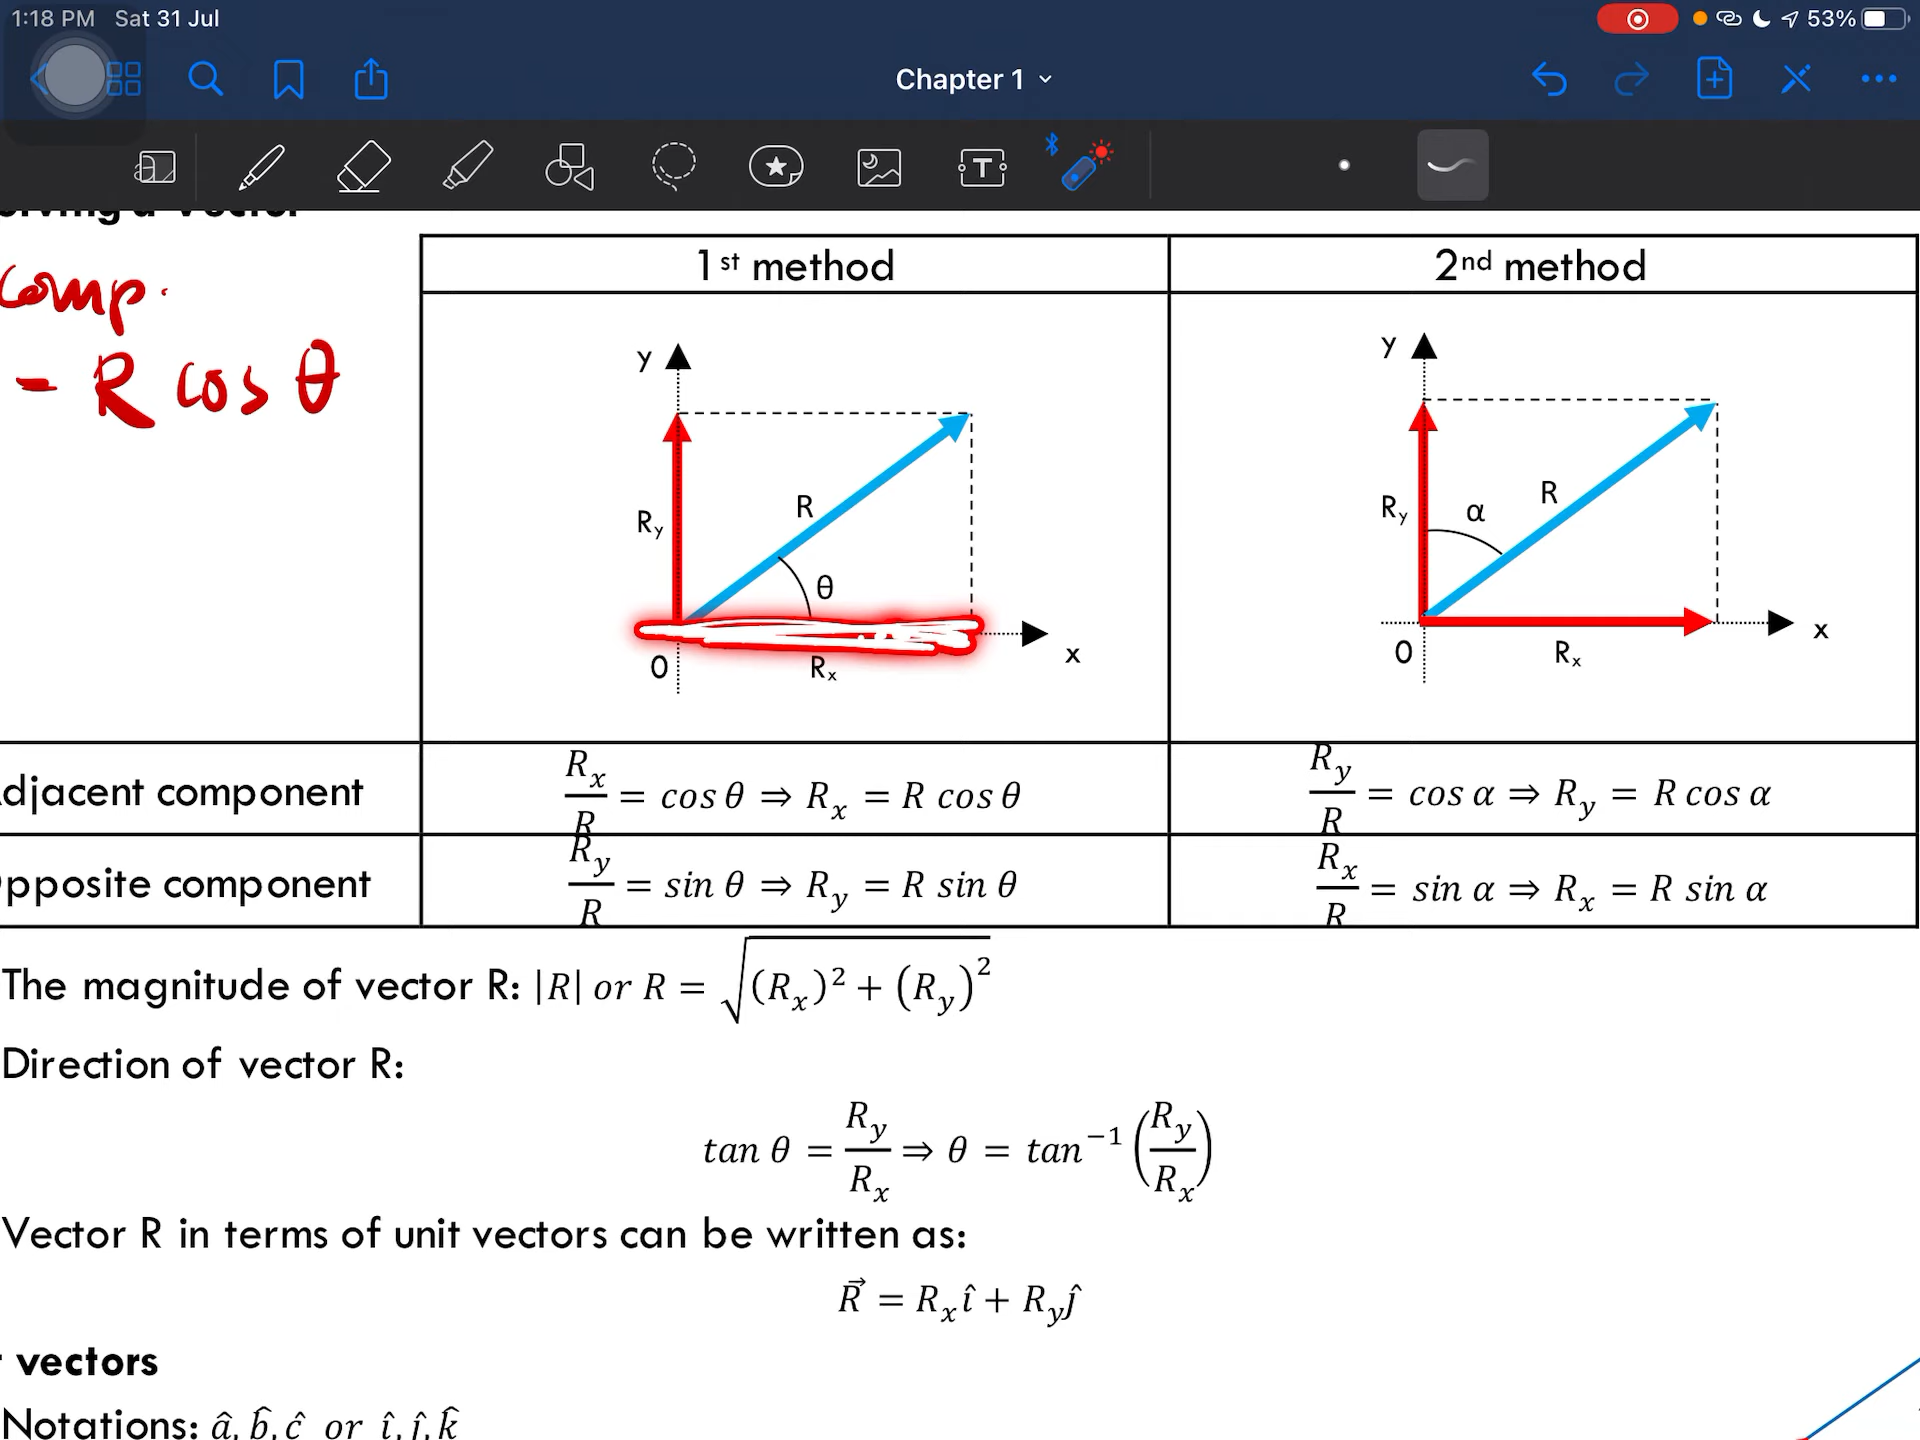 1:18 PM Sat 31 Jul
53%
Chapter 1
T
1st method
2nd method
comp.
= R cos θ
y
Ry
R
θ
0
Rx
x
y
Ry
α
R
0
Rx
x
djacent component
Rx/R = cos θ ⇒ Rx = R cos θ
Ry/R = cos α ⇒ Ry = R cos α
pposite component
Ry/R = sin θ ⇒ Ry = R sin θ
Rx/R = sin α ⇒ Rx = R sin α
The magnitude of vector R: |R| or R = √((Rx)² + (Ry)²)
Direction of vector R:
tan θ = Ry/Rx ⇒ θ = tan⁻¹(Ry/Rx)
Vector R in terms of unit vectors can be written as:
R⃗ = Rx î + Ry ĵ
vectors
Notations: â, b̂, ĉ or î, ĵ, k̂